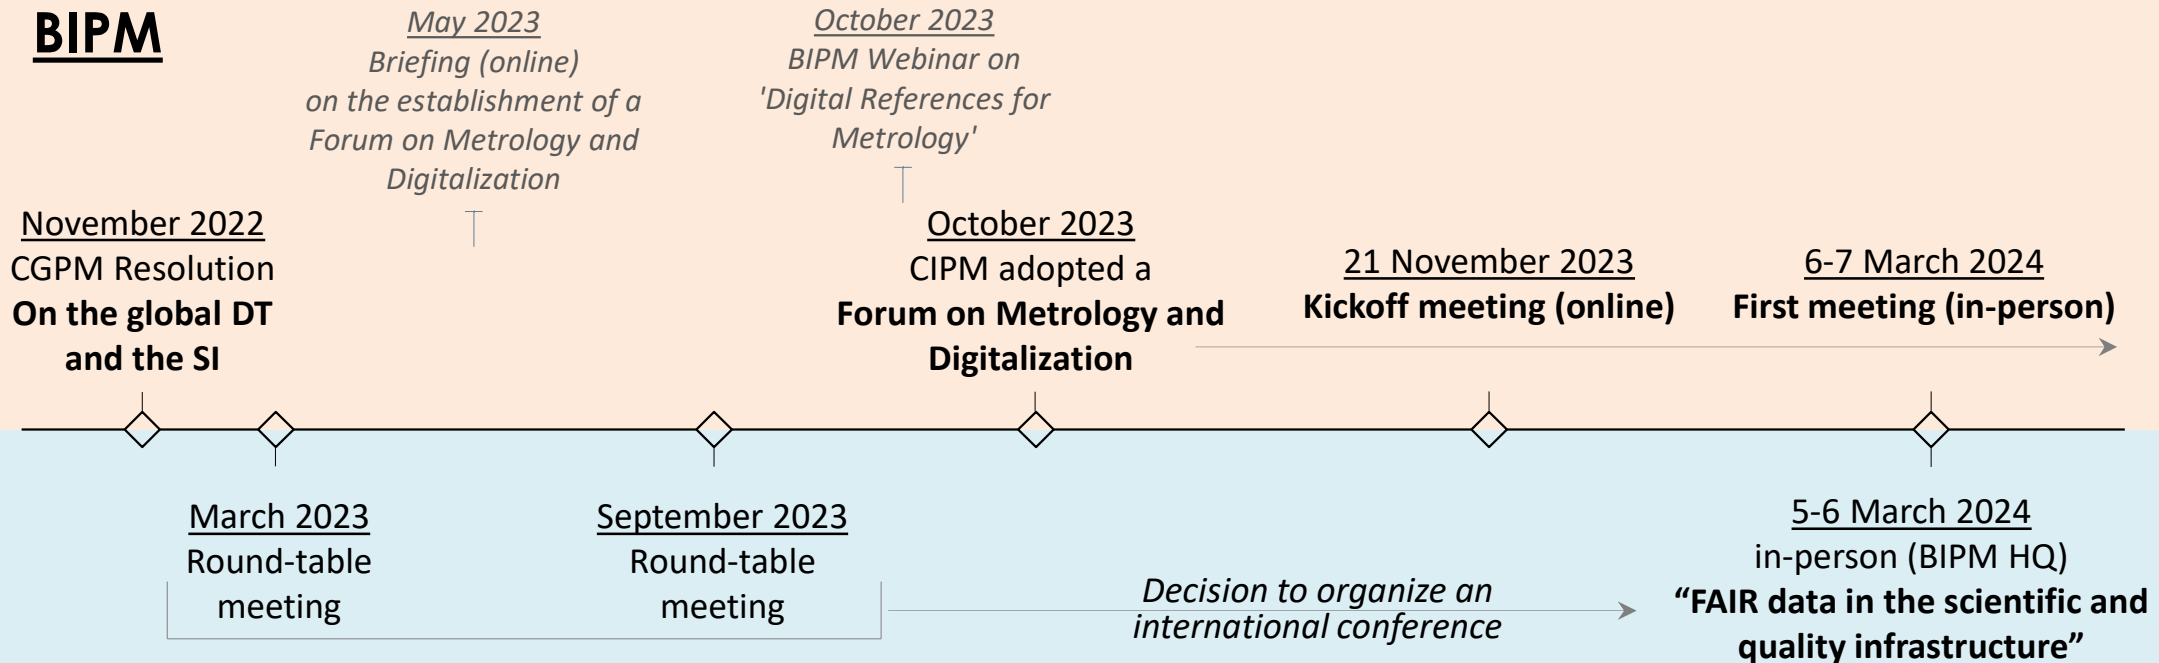 BIPM
May 2023
Briefing (online)
on the establishment of a
Forum on Metrology and
Digitalization
October 2023
BIPM Webinar on
'Digital References for
Metrology'
November 2022
CGPM Resolution
On the global DT
and the SI
October 2023
CIPM adopted a
Forum on Metrology and
Digitalization
21 November 2023
Kickoff meeting (online)
6-7 March 2024
First meeting (in-person)
March 2023
Round-table
meeting
September 2023
Round-table
meeting
Decision to organize an
international conference
5-6 March 2024
in-person (BIPM HQ)
“FAIR data in the scientific and
quality infrastructure”